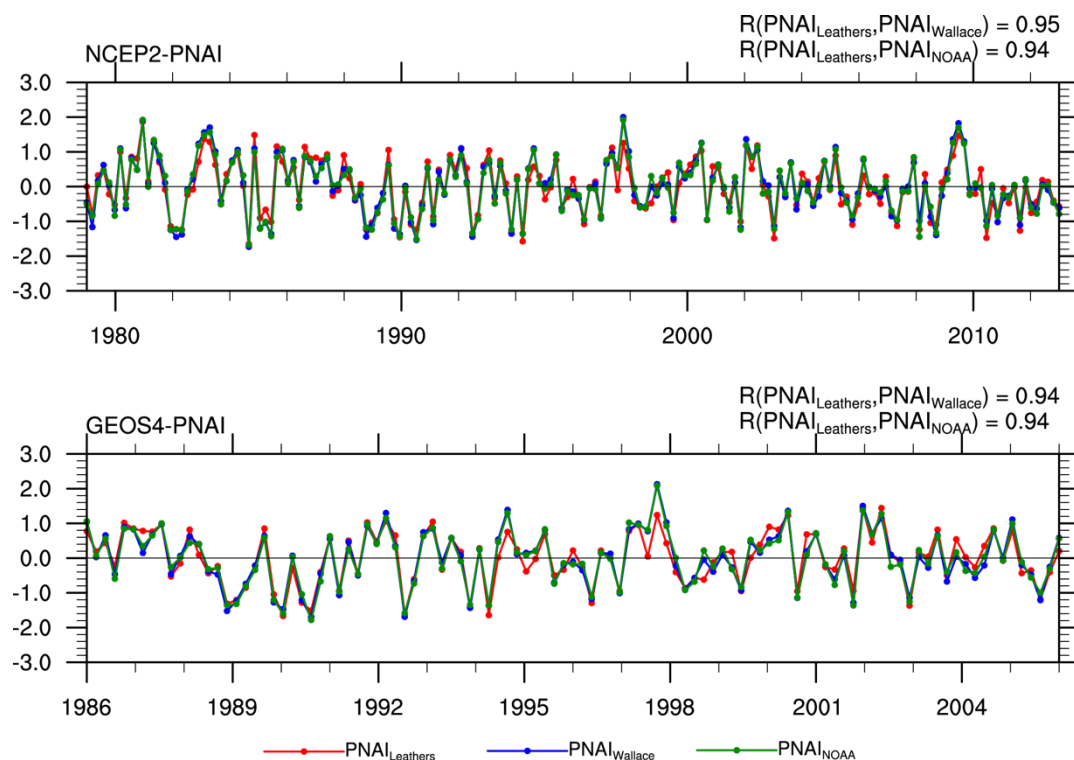 R(PNAI_Leathers,PNAI_Wallace) = 0.95
NCEP2-PNAI
R(PNAI_Leathers,PNAI_NOAA) = 0.94
3.0
2.0
1.0
0.0
-1.0
-2.0
-3.0
1980 1990 2000 2010
R(PNAI_Leathers,PNAI_Wallace) = 0.94
GEOS4-PNAI
R(PNAI_Leathers,PNAI_NOAA) = 0.94
3.0
2.0
1.0
0.0
-1.0
-2.0
-3.0
1986 1989 1992 1995 1998 2001 2004
PNAI_Leathers PNAI_Wallace PNAI_NOAA